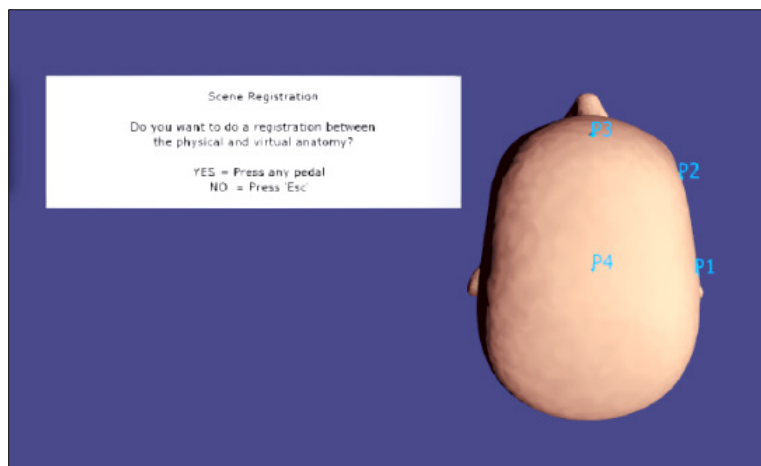 Scene Registration
Do you want to do a registration between
the physical and virtual anatomy?
YES = Press any pedal
NO = Press 'Esc'
P3
P2
P4
P1